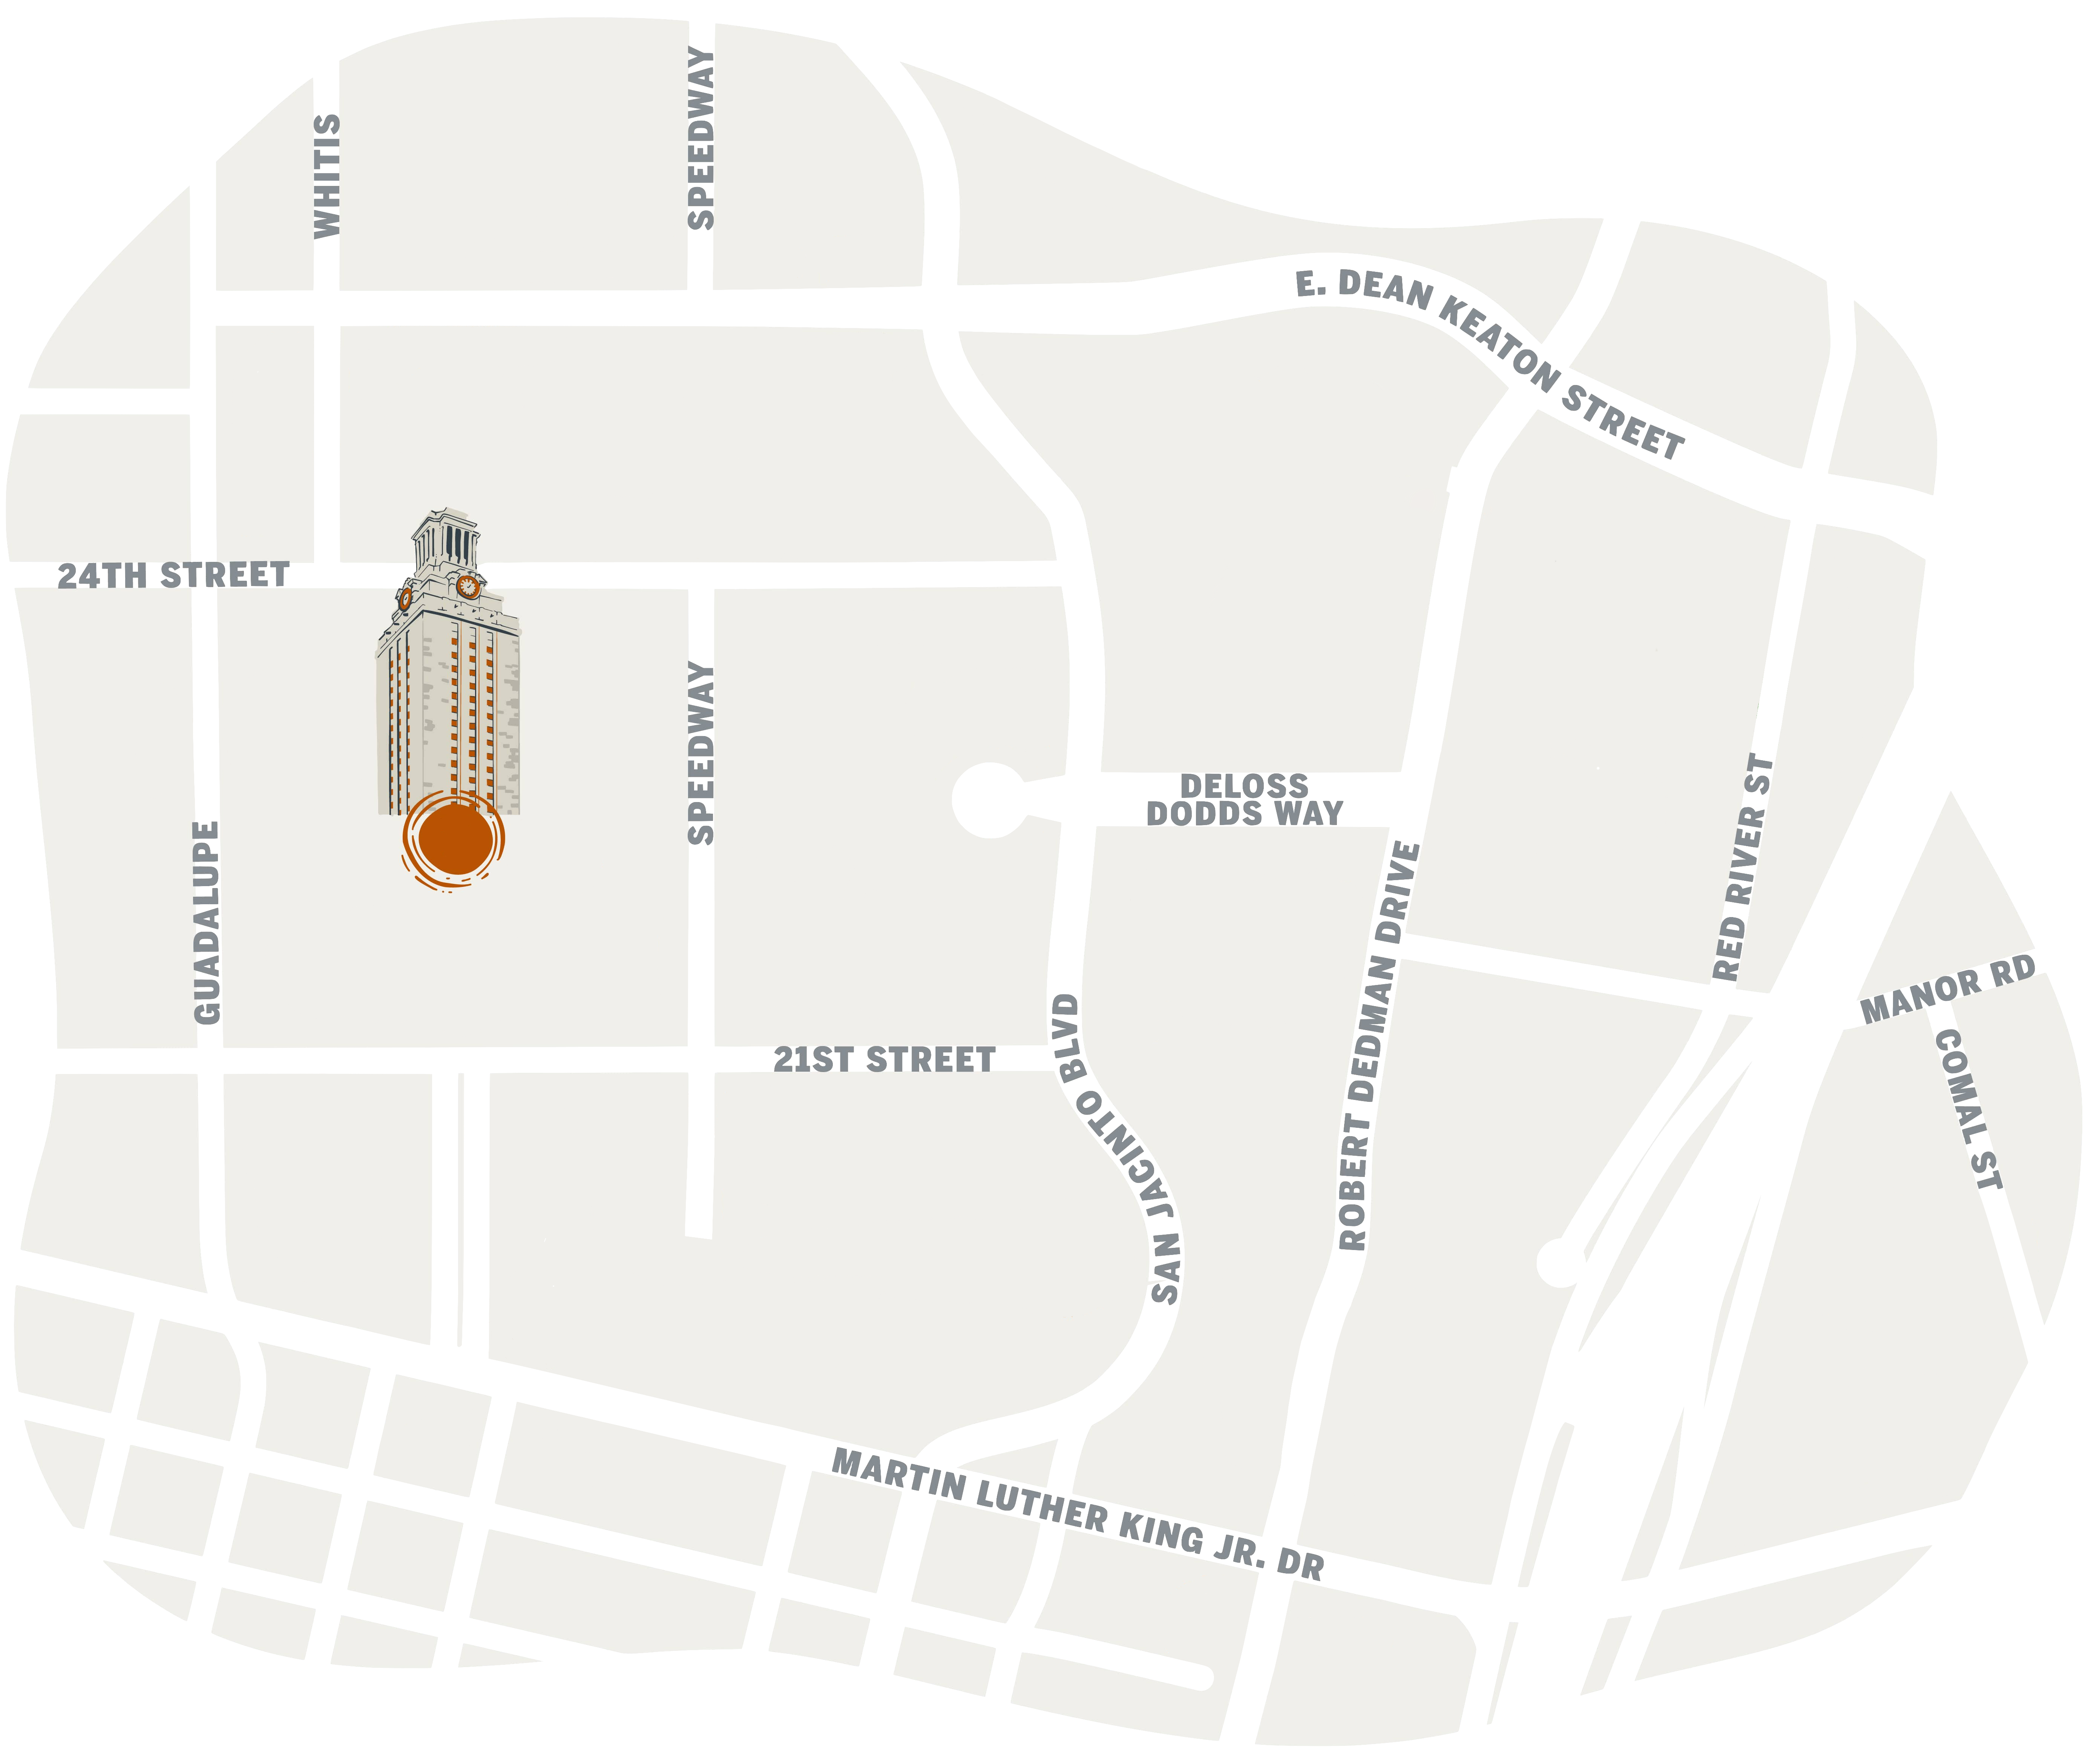 WHITIS
SPEEDWAY
E. DEAN KEATON STREET
24TH STREET
SPEEDWAY
DELOSS
DODDS WAY
GUADALUPE
RED RIVER ST
ROBERT DEDMAN DRIVE
MANOR RD
21ST STREET
SAN JACINTO BLVD
COMAL ST
MARTIN LUTHER KING JR. DR